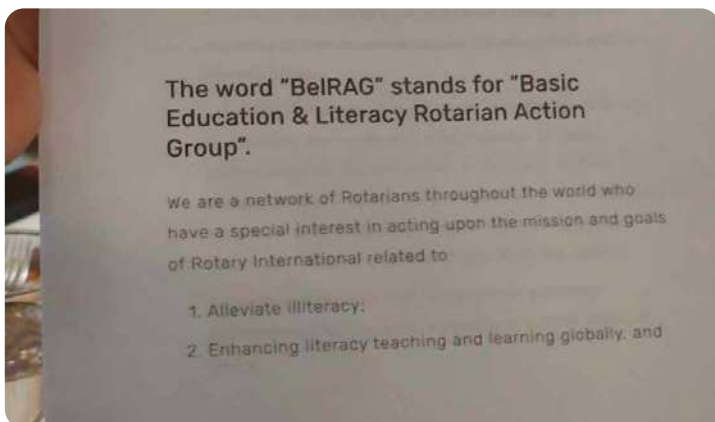 The word "BelRAG" stands for "Basic
Education & Literacy Rotarian Action
Group".
We are a network of Rotarians throughout the world who
have a special interest in acting upon the mission and goals
of Rotary International related to
1. Alleviate illiteracy;
2. Enhancing literacy teaching and learning globally, and